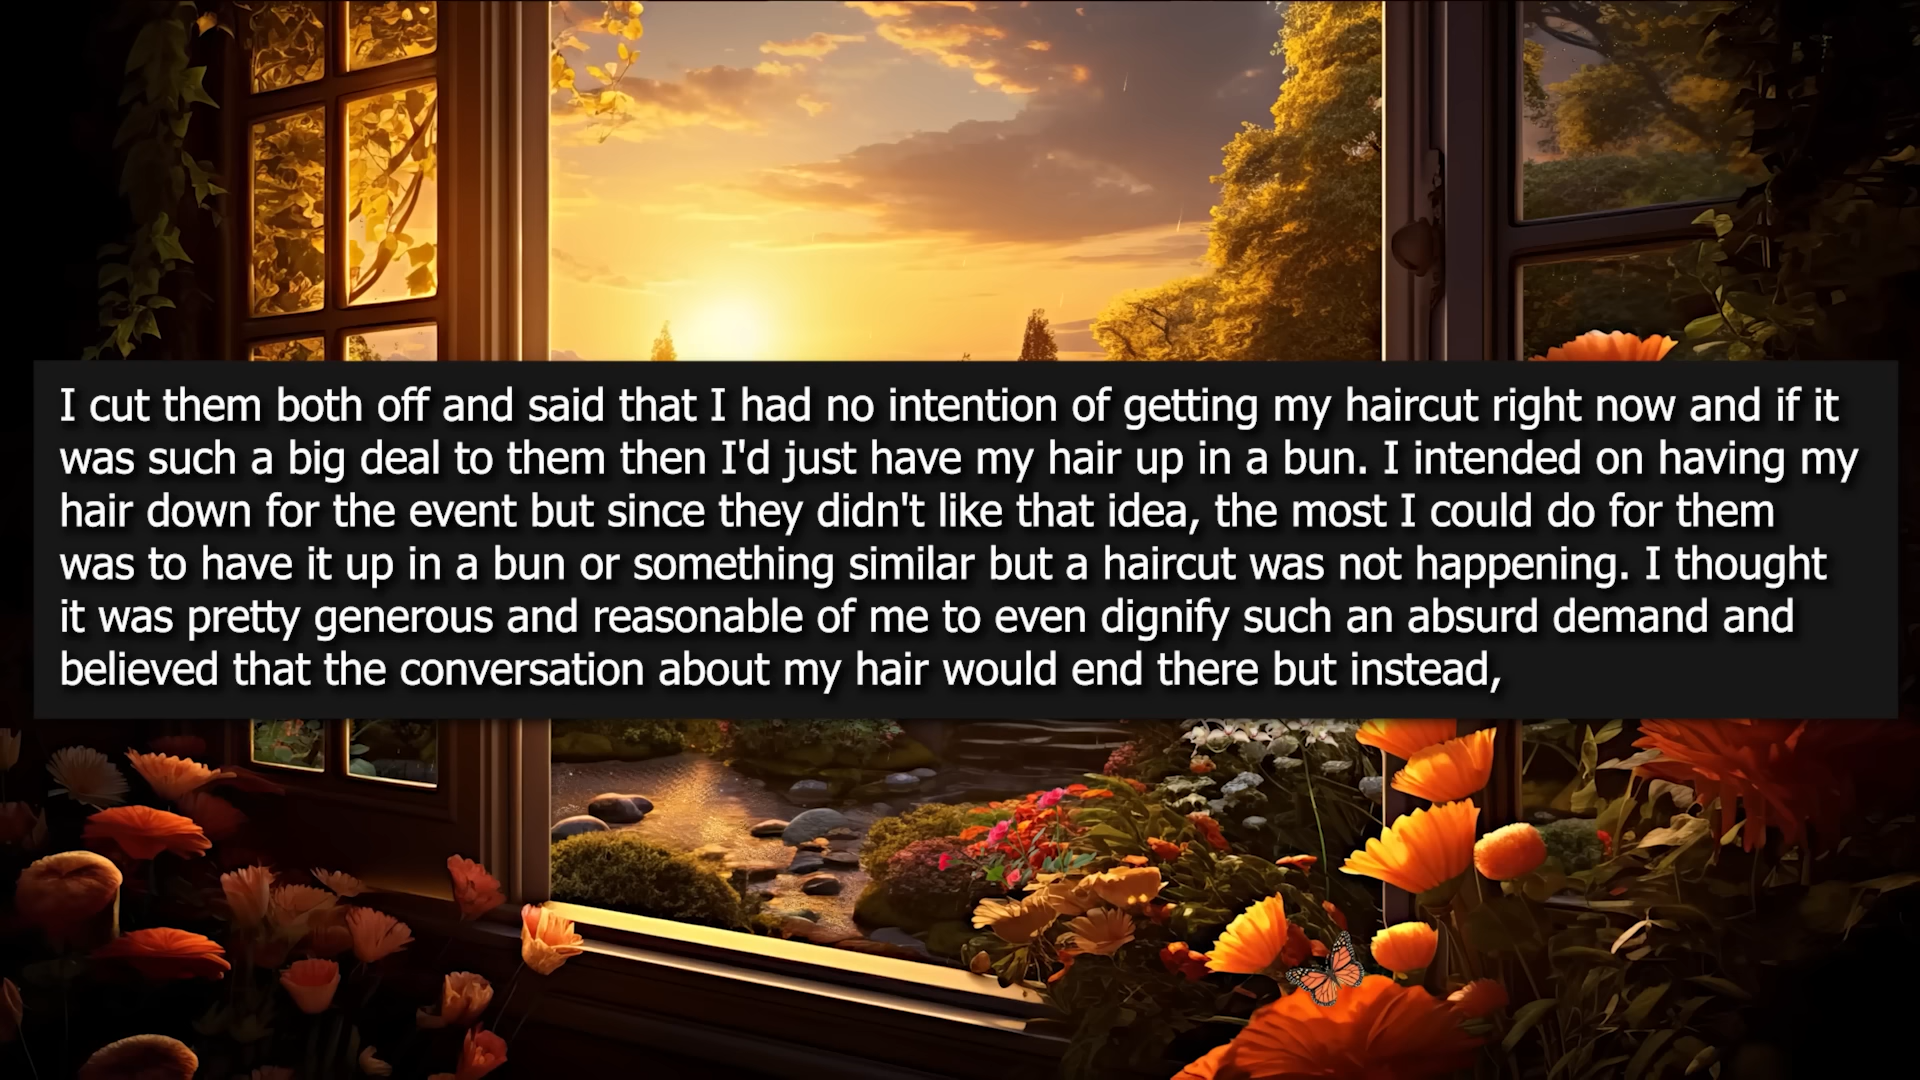 I cut them both off and said that I had no intention of getting my haircut right now and if it
was such a big deal to them then I'd just have my hair up in a bun. I intended on having my
hair down for the event but since they didn't like that idea, the most I could do for them
was to have it up in a bun or something similar but a haircut was not happening. I thought
it was pretty generous and reasonable of me to even dignify such an absurd demand and
believed that the conversation about my hair would end there but instead,